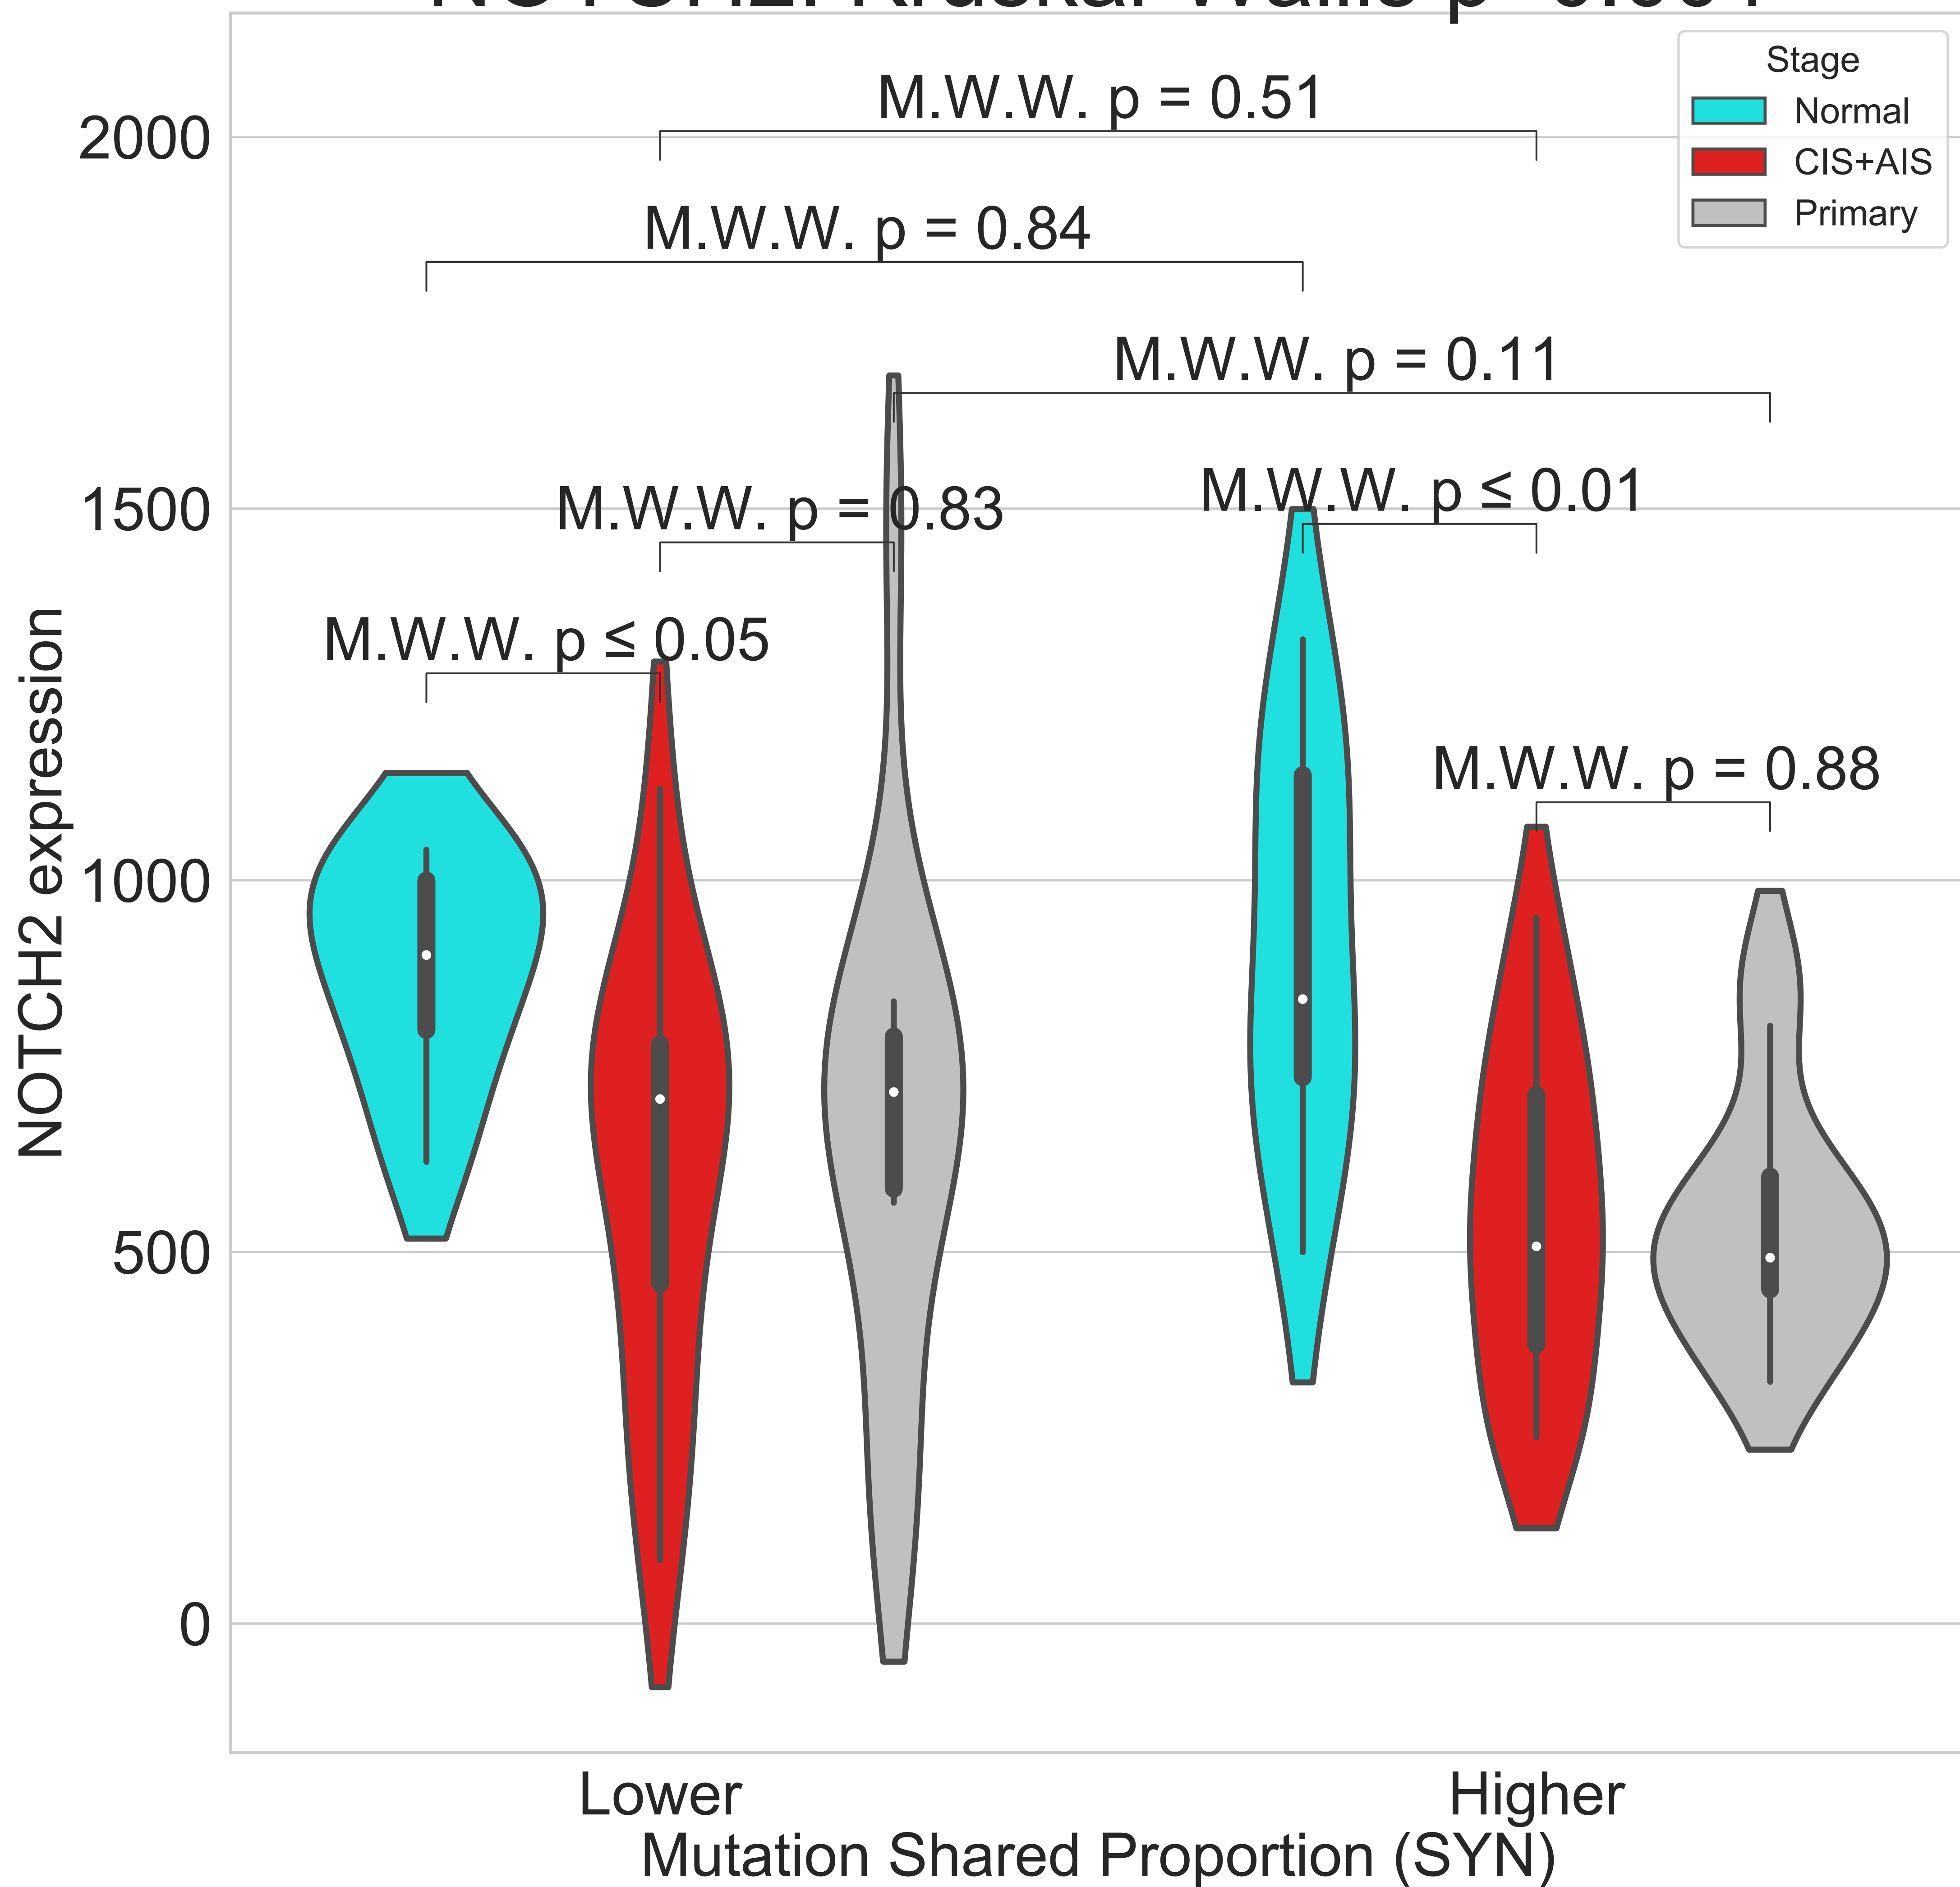 Stage
Normal
CIS+AIS
Primary
M.W.W. p = 0.51
M.W.W. p = 0.84
M.W.W. p = 0.11
M.W.W. p ≤ 0.01
M.W.W. p = 0.83
M.W.W. p ≤ 0.05
M.W.W. p = 0.88
2000
1500
1000
500
0
NOTCH2 expression
Lower
Higher
Mutation Shared Proportion (SYN)